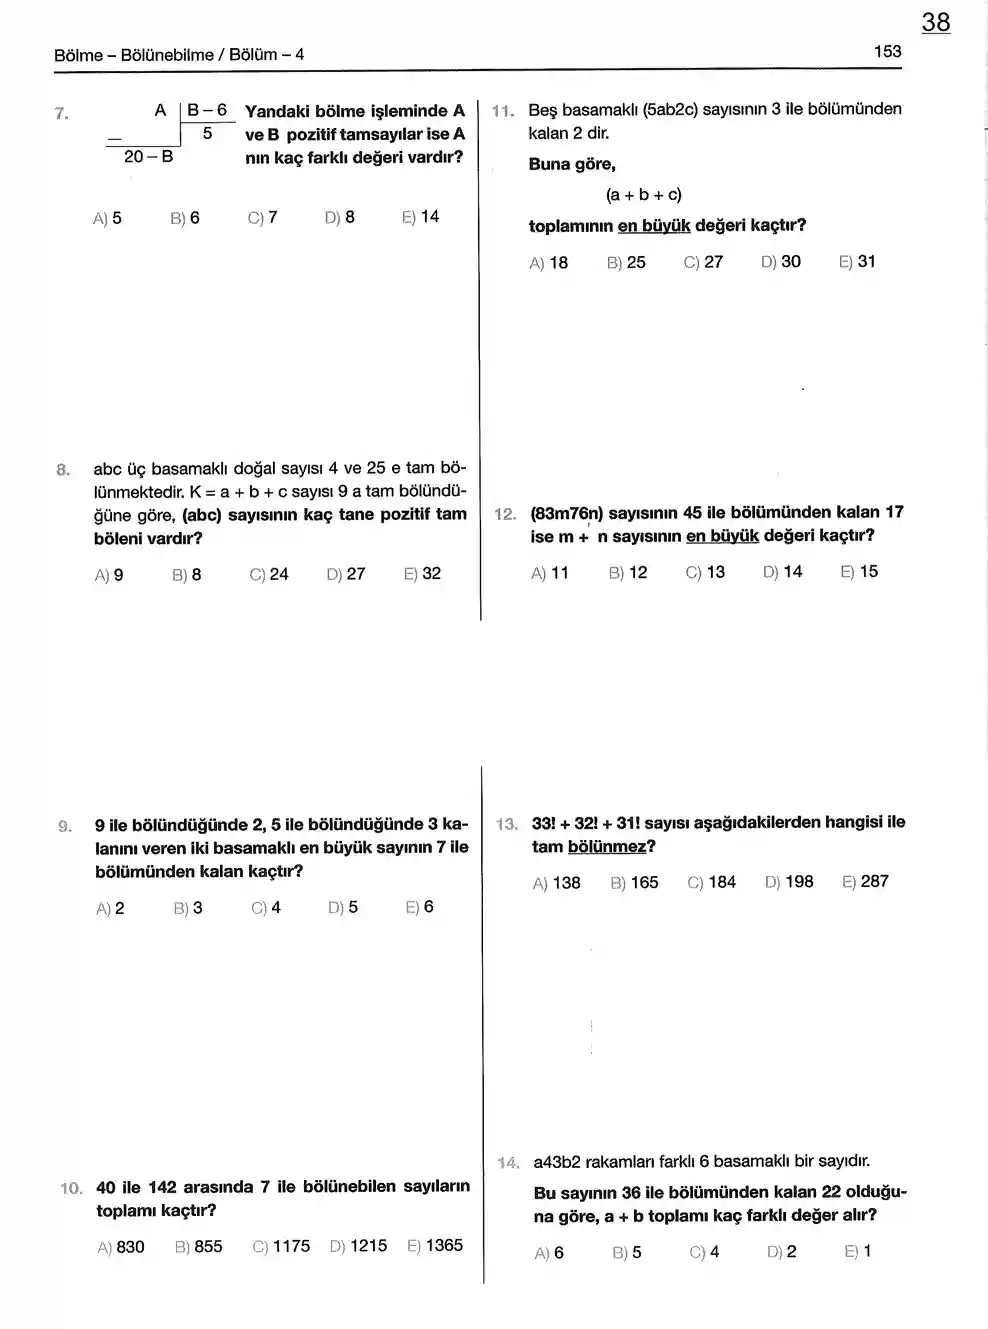 38
Bölme – Bölünebilme / Bölüm – 4
153
7.
A
B – 6
5
20 – B
Yandaki bölme işleminde A
ve B pozitif tamsayılar ise A
nın kaç farklı değeri vardır?
A) 5 B) 6 C) 7 D) 8 E) 14
8. abc üç basamaklı doğal sayısı 4 ve 25 e tam bö-
lünmektedir. K = a + b + c sayısı 9 a tam bölündü-
ğüne göre, (abc) sayısının kaç tane pozitif tam
böleni vardır?
A) 9 B) 8 C) 24 D) 27 E) 32
9. 9 ile bölündüğünde 2, 5 ile bölündüğünde 3 ka-
lanını veren iki basamaklı en büyük sayının 7 ile
bölümünden kalan kaçtır?
A) 2 B) 3 C) 4 D) 5 E) 6
10. 40 ile 142 arasında 7 ile bölünebilen sayıların
toplamı kaçtır?
A) 830 B) 855 C) 1175 D) 1215 E) 1365
11. Beş basamaklı (5ab2c) sayısının 3 ile bölümünden
kalan 2 dir.
Buna göre,
(a + b + c)
toplamının en büyük değeri kaçtır?
A) 18 B) 25 C) 27 D) 30 E) 31
12. (83m76n) sayısının 45 ile bölümünden kalan 17
ise m + n sayısının en büyük değeri kaçtır?
A) 11 B) 12 C) 13 D) 14 E) 15
13. 33! + 32! + 31! sayısı aşağıdakilerden hangisi ile
tam bölünmez?
A) 138 B) 165 C) 184 D) 198 E) 287
14. a43b2 rakamları farklı 6 basamaklı bir sayıdır.
Bu sayının 36 ile bölümünden kalan 22 olduğu-
na göre, a + b toplamı kaç farklı değer alır?
A) 6 B) 5 C) 4 D) 2 E) 1